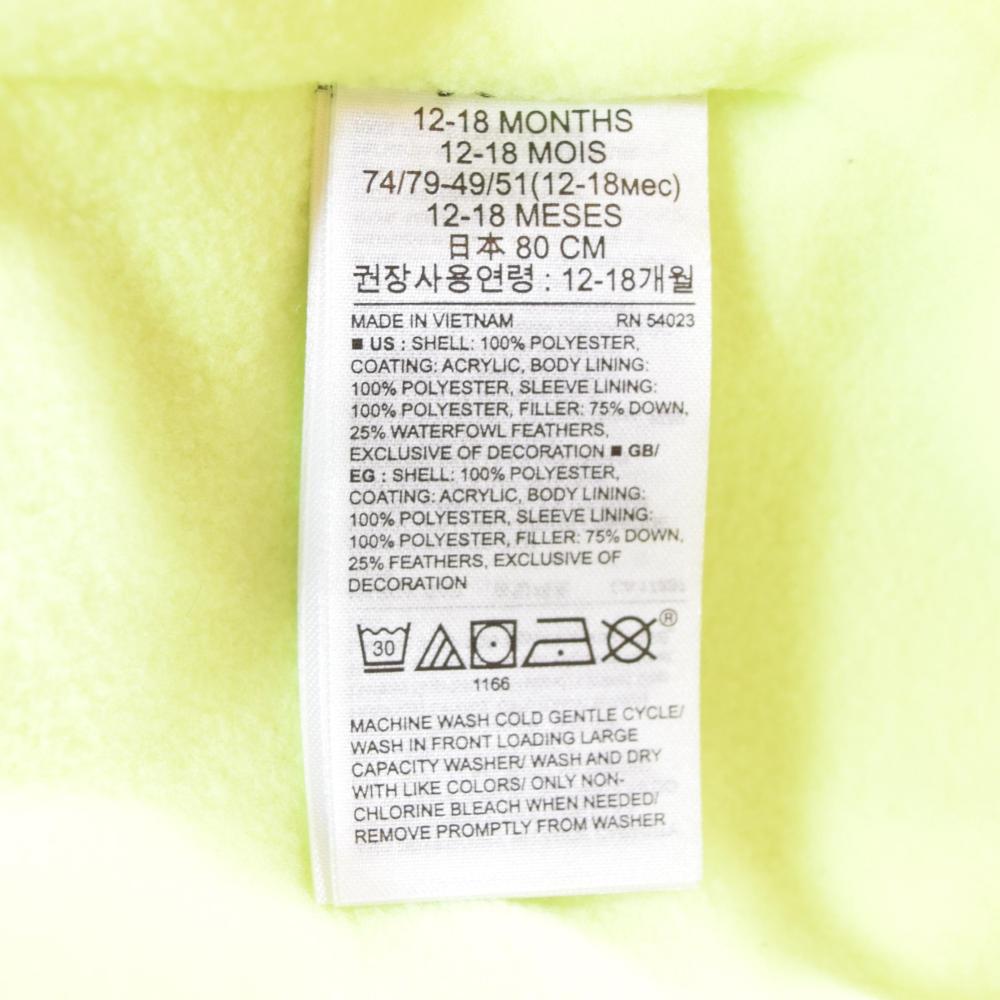 12-18 MONTHS
12-18 MOIS
74/79-49/51(12-18мес)
12-18 MESES
日本 80 CM
권장사용연령 : 12-18개월
MADE IN VIETNAM RN 54023
■ US : SHELL: 100% POLYESTER,
COATING: ACRYLIC, BODY LINING:
100% POLYESTER, SLEEVE LINING:
100% POLYESTER, FILLER: 75% DOWN,
25% WATERFOWL FEATHERS,
EXCLUSIVE OF DECORATION ■ GB/
EG : SHELL: 100% POLYESTER,
COATING: ACRYLIC, BODY LINING:
100% POLYESTER, SLEEVE LINING:
100% POLYESTER, FILLER: 75% DOWN,
25% FEATHERS, EXCLUSIVE OF
DECORATION
30 ®
1166
MACHINE WASH COLD GENTLE CYCLE/
WASH IN FRONT LOADING LARGE
CAPACITY WASHER/ WASH AND DRY
WITH LIKE COLORS/ ONLY NON-
CHLORINE BLEACH WHEN NEEDED/
REMOVE PROMPTLY FROM WASHER